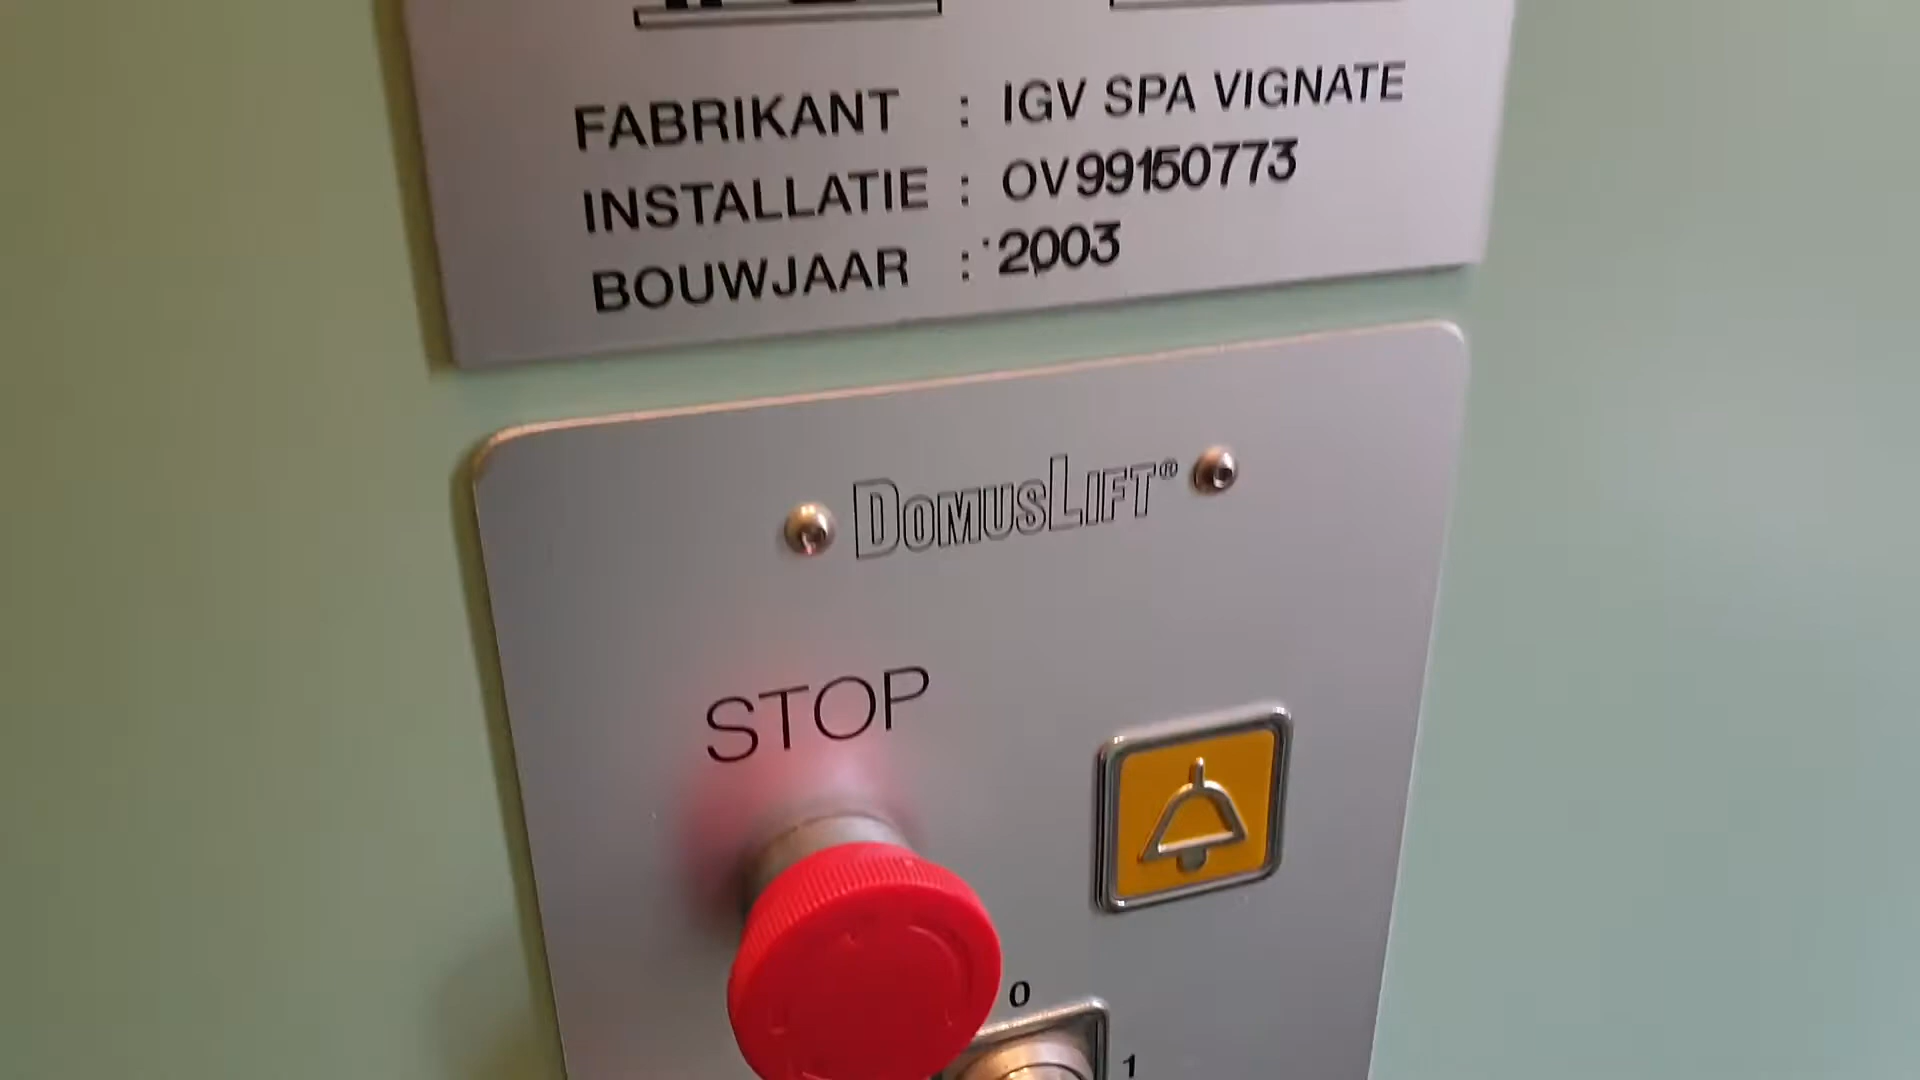 FABRIKANT : IGV SPA VIGNATE
INSTALLATIE : OV99150773
BOUWJAAR : 2003
DOMUSLIFT®
STOP
0
1